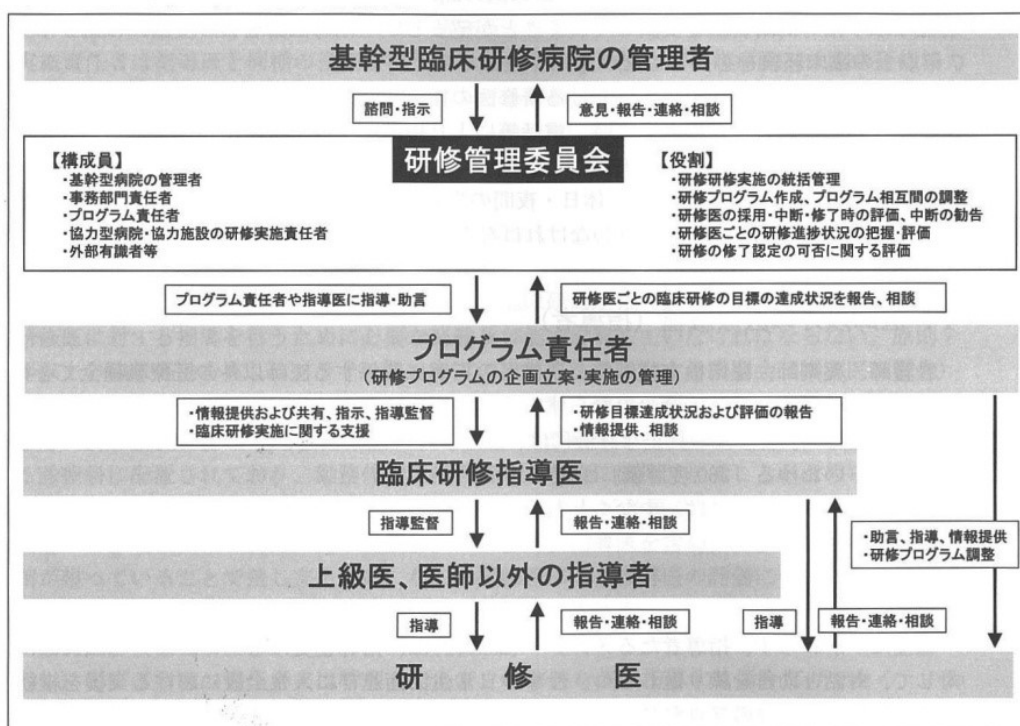 基幹型臨床研修病院の管理者
諮問・指示
意見・報告・連絡・相談
研修管理委員会
【構成員】
・基幹型病院の管理者
・事務部門責任者
・プログラム責任者
・協力型病院・協力施設の研修実施責任者
・外部有識者等
【役割】
・研修研修実施の統括管理
・研修プログラム作成、プログラム相互間の調整
・研修医の採用・中断・修了時の評価、中断の勧告
・研修医ごとの研修進捗状況の把握・評価
・研修の修了認定の可否に関する評価
プログラム責任者や指導医に指導・助言
研修医ごとの臨床研修の目標の達成状況を報告、相談
プログラム責任者
(研修プログラムの企画立案・実施の管理)
・情報提供および共有、指示、指導監督
・臨床研修実施に関する支援
・研修目標達成状況および評価の報告
・情報提供、相談
臨床研修指導医
指導監督
報告・連絡・相談
・助言、指導、情報提供
・研修プログラム調整
上級医、医師以外の指導者
指導
報告・連絡・相談
指導
報告・連絡・相談
研 修 医